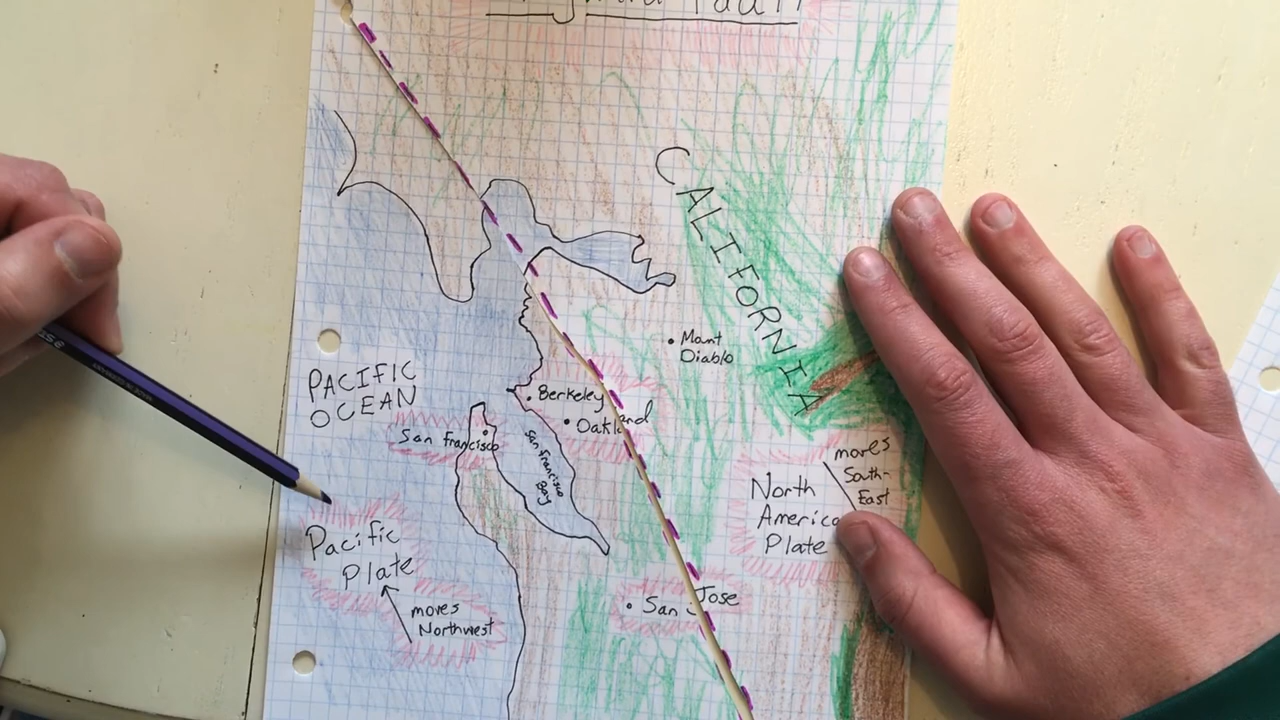 CALIFORNIA
Mount
Diablo
PACIFIC
OCEAN
Berkeley
Oakland
San Francisco
San Francisco
Bay
moves
South-
East
North
America
Plate
Pacific
Plate
moves
Northwest
San Jose